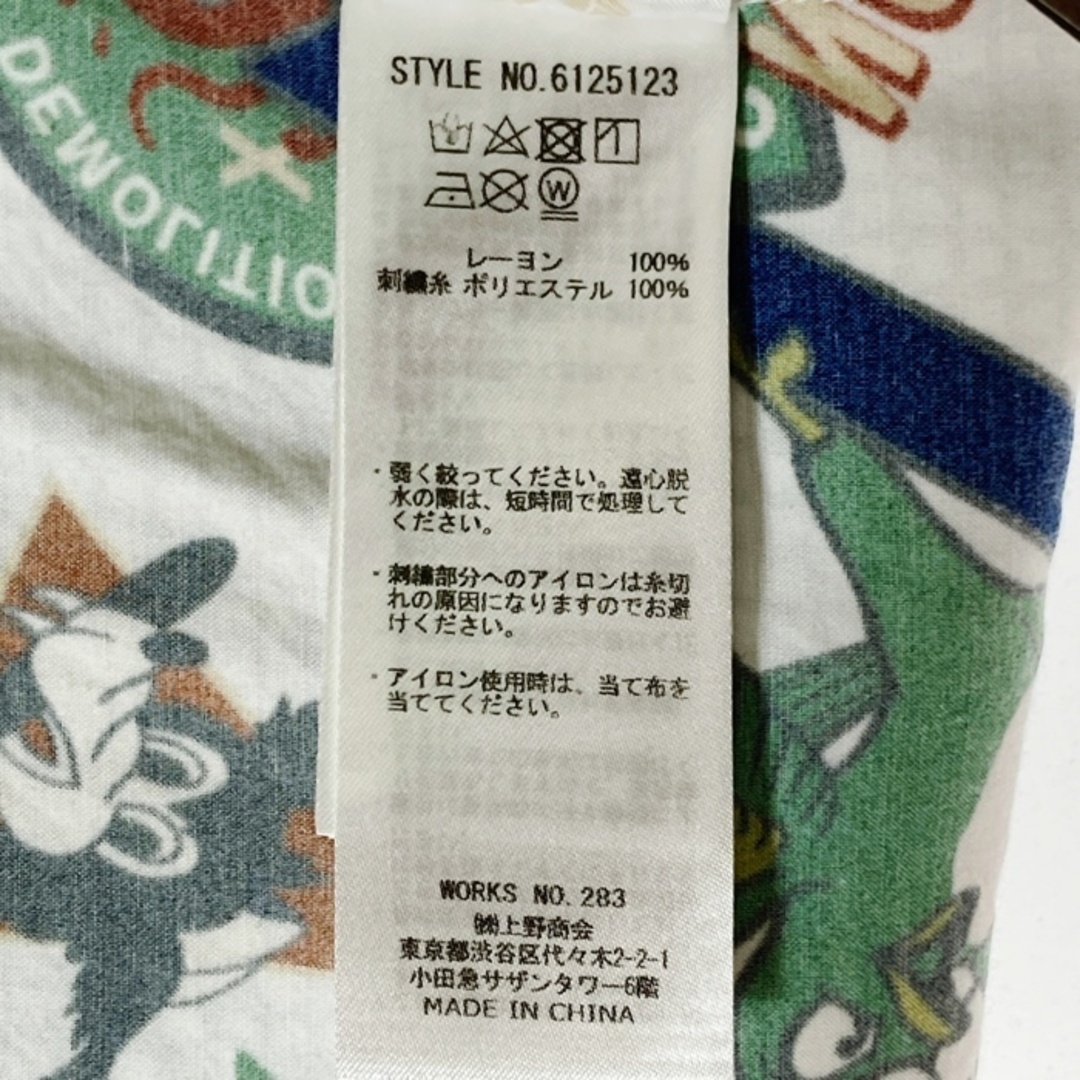 STYLE NO.6125123
W
レーヨン 100%
刺繍糸 ポリエステル 100%
・弱く絞ってください。遠心脱
水の際は、短時間で処理して
ください。
・刺繍部分へのアイロンは糸切
れの原因になりますのでお避
けください。
・アイロン使用時は、当て布を
当ててください。
WORKS NO.283
㈱上野商会
東京都渋谷区代々木2-2-1
小田急サザンタワー6階
MADE IN CHINA
DEMOLITIO